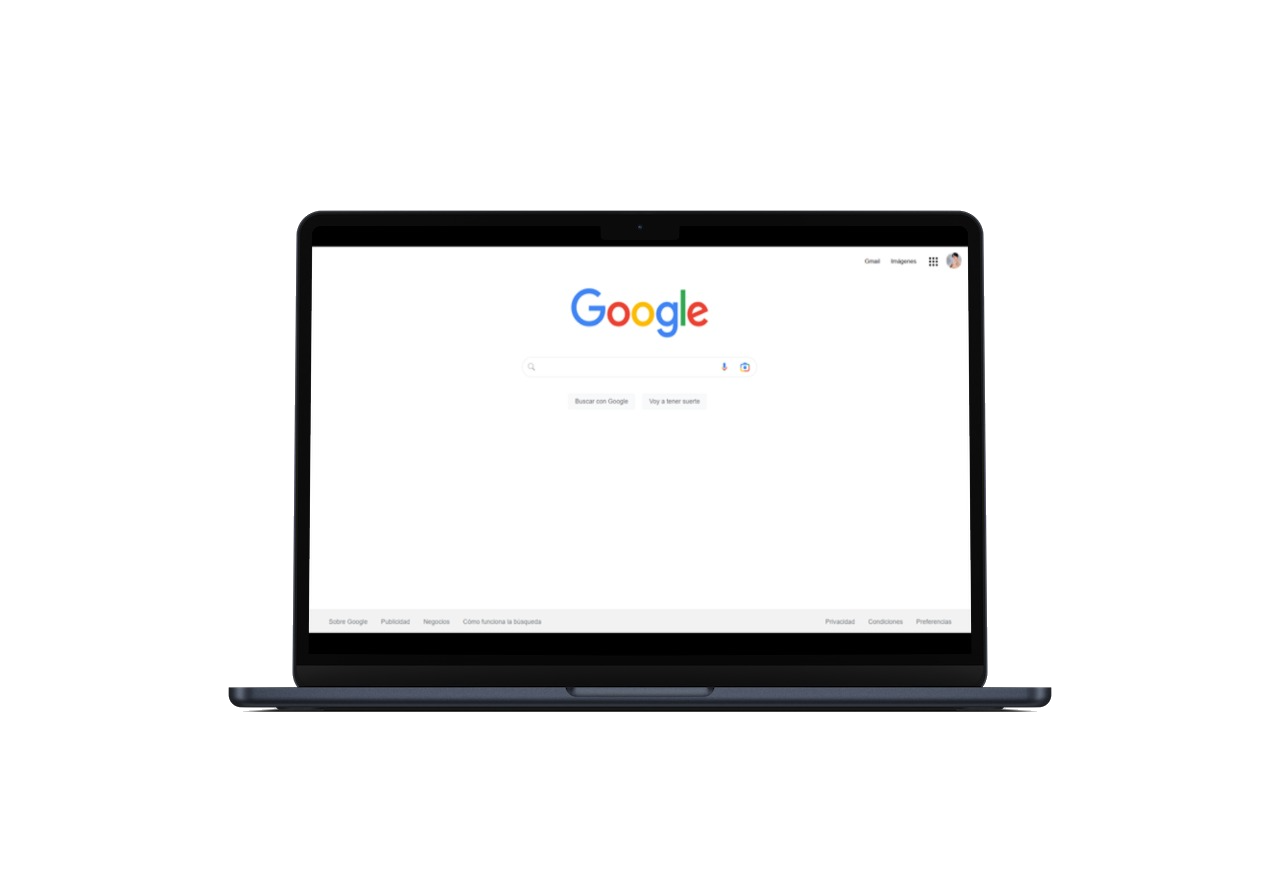 Gmail Imágenes
Google
Buscar con Google Voy a tener suerte
Sobre Google Publicidad Negocios Cómo funciona la búsqueda Privacidad Condiciones Preferencias